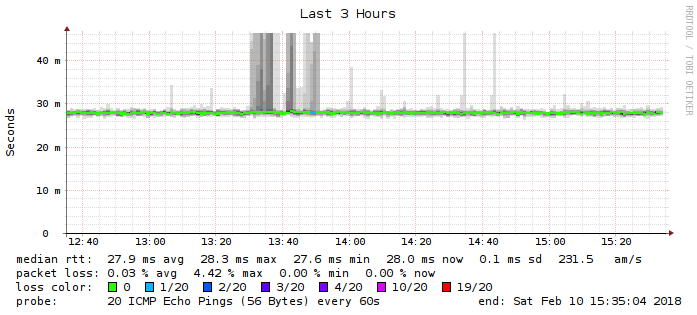 Last 3 Hours
RRDTOOL / TOBI OETIKER
Seconds
40 m
30 m
20 m
10 m
0
12:40 13:00 13:20 13:40 14:00 14:20 14:40 15:00 15:20
median rtt: 27.9 ms avg 28.3 ms max 27.6 ms min 28.0 ms now 0.1 ms sd 231.5 am/s
packet loss: 0.03 % avg 4.42 % max 0.00 % min 0.00 % now
loss color: 0 1/20 2/20 3/20 4/20 10/20 19/20
probe: 20 ICMP Echo Pings (56 Bytes) every 60s end: Sat Feb 10 15:35:04 2018